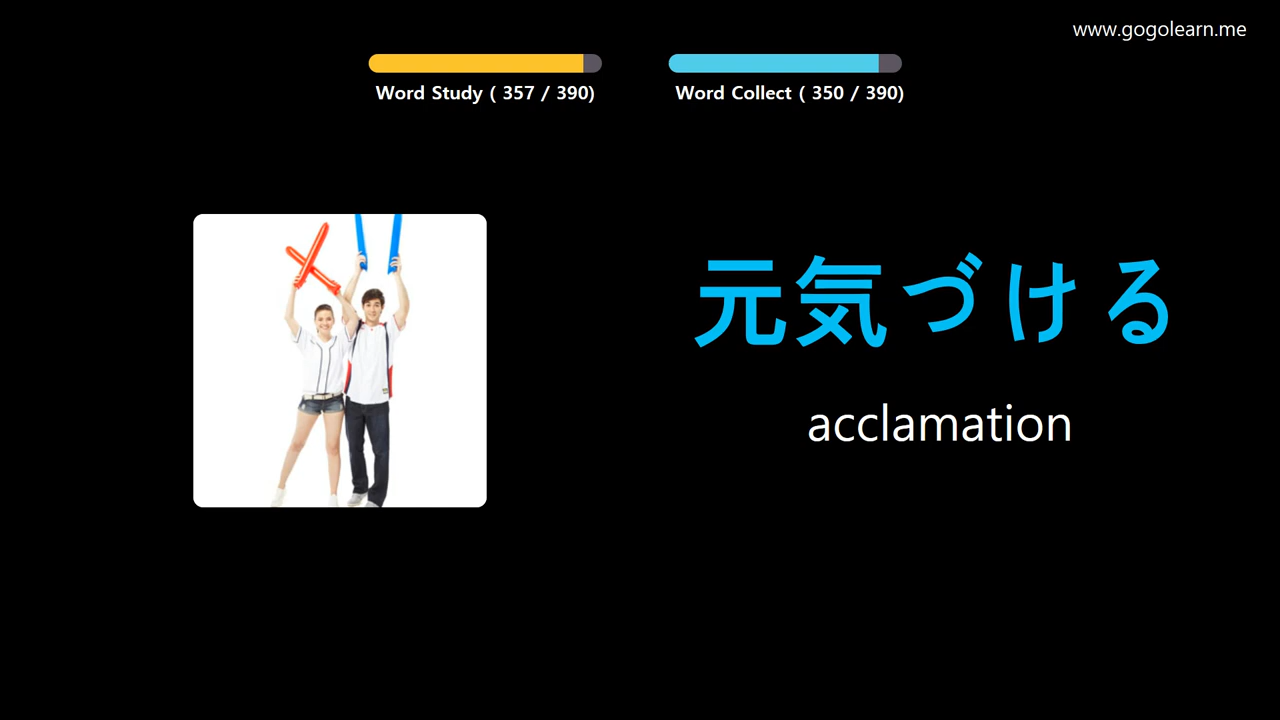 www.gogolearn.me
Word Study ( 357 / 390)
Word Collect ( 350 / 390)
元気づける
acclamation